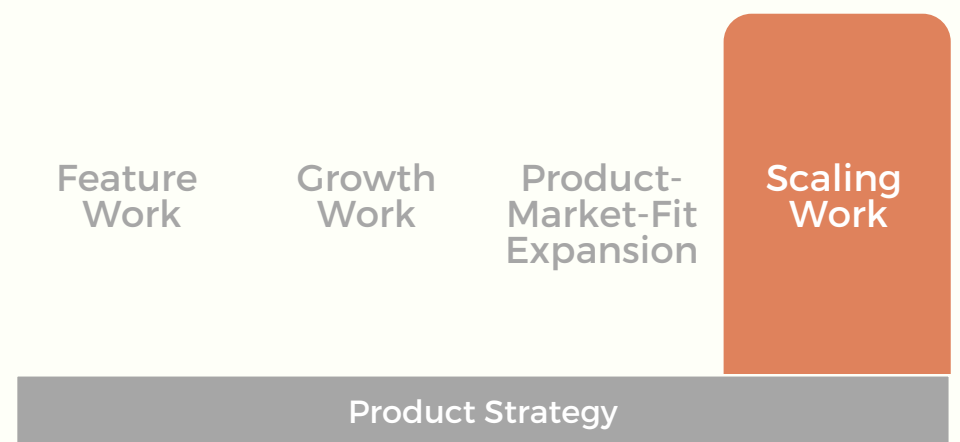 Feature
Work
Growth
Work
Product-
Market-Fit
Expansion
Scaling
Work
Product Strategy